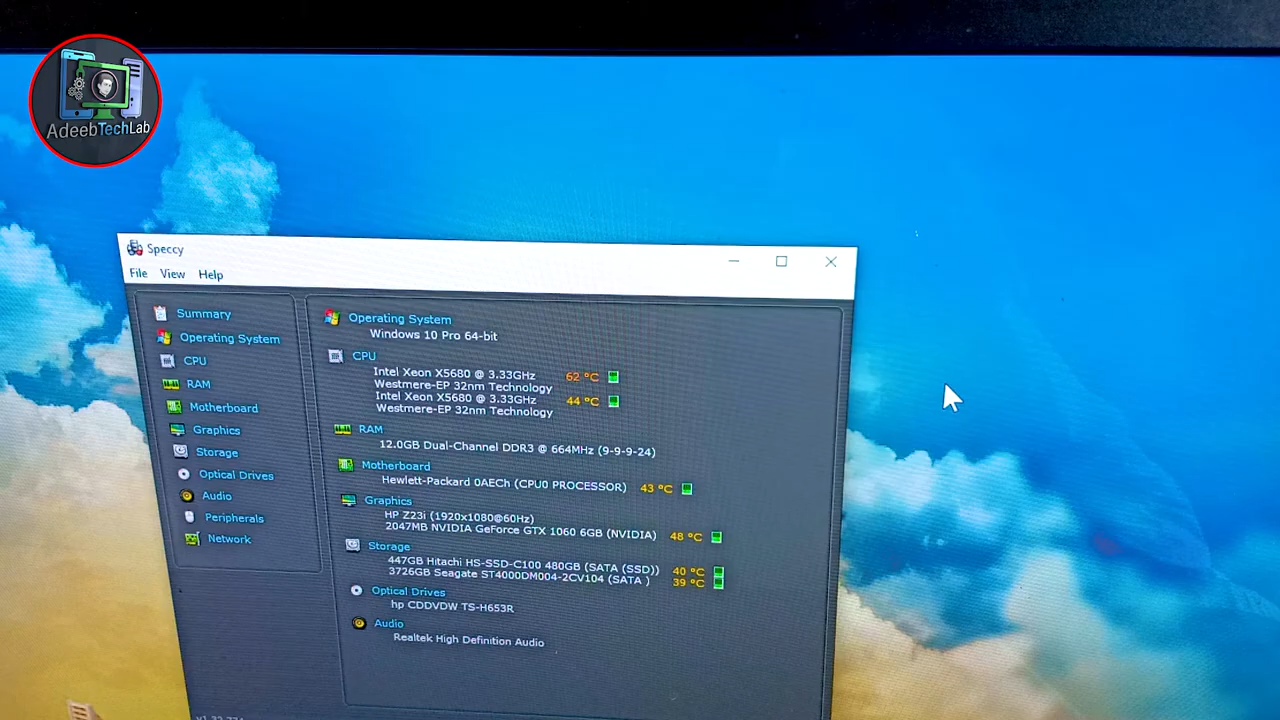 AdeebTechLab
Speccy
File View Help
Summary
Operating System
CPU
RAM
Motherboard
Graphics
Storage
Optical Drives
Audio
Peripherals
Network
Operating System
Windows 10 Pro 64-bit
CPU
Intel Xeon X5680 @ 3.33GHz 62 °C
Westmere-EP 32nm Technology
Intel Xeon X5680 @ 3.33GHz 44 °C
Westmere-EP 32nm Technology
RAM
12.0GB Dual-Channel DDR3 @ 664MHz (9-9-9-24)
Motherboard
Hewlett-Packard 0AECh (CPU0 PROCESSOR) 43 °C
Graphics
HP Z23i (1920x1080@60Hz)
2047MB NVIDIA GeForce GTX 1060 6GB (NVIDIA) 48 °C
Storage
447GB Hitachi HS-SSD-C100 480GB (SATA (SSD)) 40 °C
3726GB Seagate ST4000DM004-2CV104 (SATA ) 39 °C
Optical Drives
hp CDDVDW TS-H653R
Audio
Realtek High Definition Audio